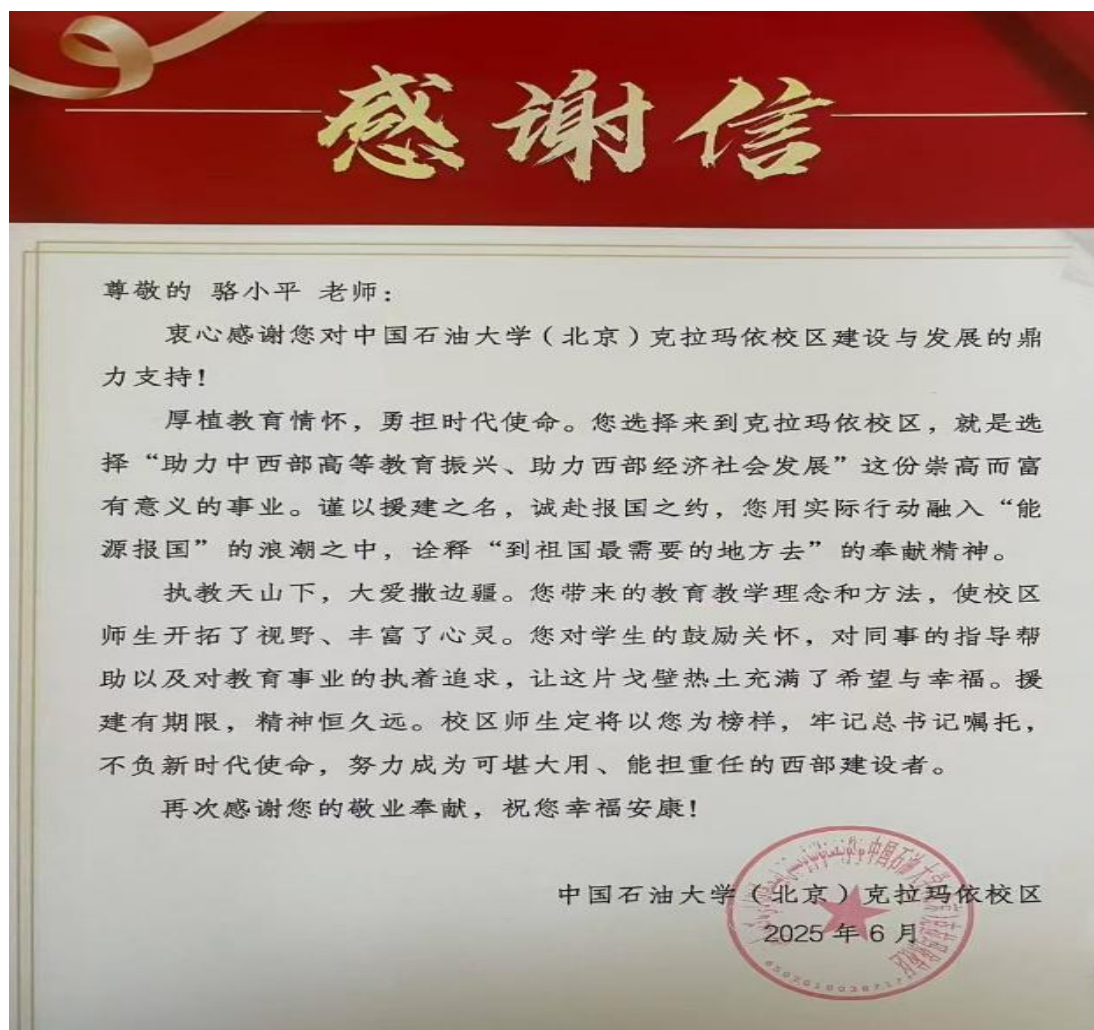 感谢信
尊敬的 骆小平 老师：
衷心感谢您对中国石油大学（北京）克拉玛依校区建设与发展的鼎
力支持！
厚植教育情怀，勇担时代使命。您选择来到克拉玛依校区，就是选
择“助力中西部高等教育振兴、助力西部经济社会发展”这份崇高而富
有意义的事业。谨以援建之名，诚赴报国之约，您用实际行动融入“能
源报国”的浪潮之中，诠释“到祖国最需要的地方去”的奉献精神。
执教天山下，大爱撒边疆。您带来的教育教学理念和方法，使校区
师生开拓了视野、丰富了心灵。您对学生的鼓励关怀，对同事的指导帮
助以及对教育事业的执着追求，让这片戈壁热土充满了希望与幸福。援
建有期限，精神恒久远。校区师生定将以您为榜样，牢记总书记嘱托，
不负新时代使命，努力成为可堪大用、能担重任的西部建设者。
再次感谢您的敬业奉献，祝您幸福安康！
中国石油大学（北京）克拉玛依校区
2025 年 6 月